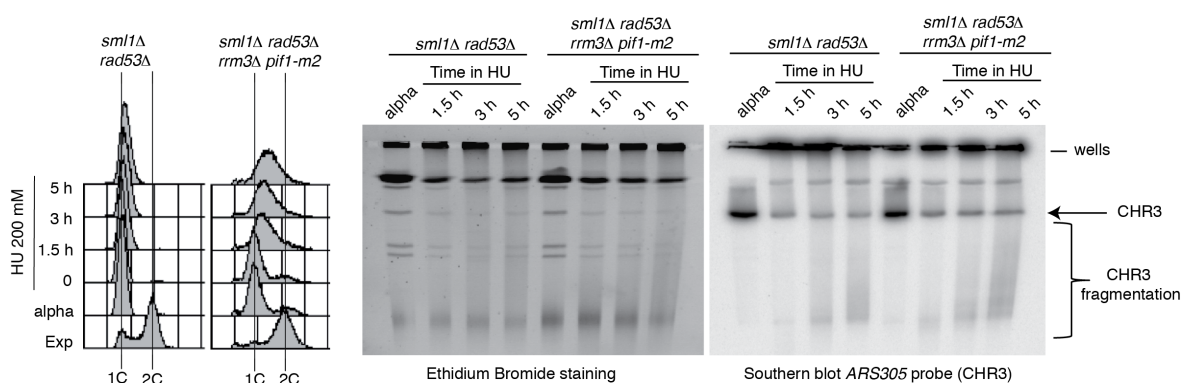 sml1Δ
rad53Δ
sml1Δ rad53Δ
rrm3Δ pif1-m2
HU 200 mM
5 h
3 h
1.5 h
0
alpha
Exp
1C 2C
1C 2C
sml1Δ rad53Δ
sml1Δ rad53Δ
rrm3Δ pif1-m2
Time in HU
Time in HU
alpha
1.5 h
3 h
5 h
alpha
1.5 h
3 h
5 h
Ethidium Bromide staining
sml1Δ rad53Δ
sml1Δ rad53Δ
rrm3Δ pif1-m2
Time in HU
Time in HU
alpha
1.5 h
3 h
5 h
alpha
1.5 h
3 h
5 h
wells
CHR3
CHR3
fragmentation
Southern blot ARS305 probe (CHR3)